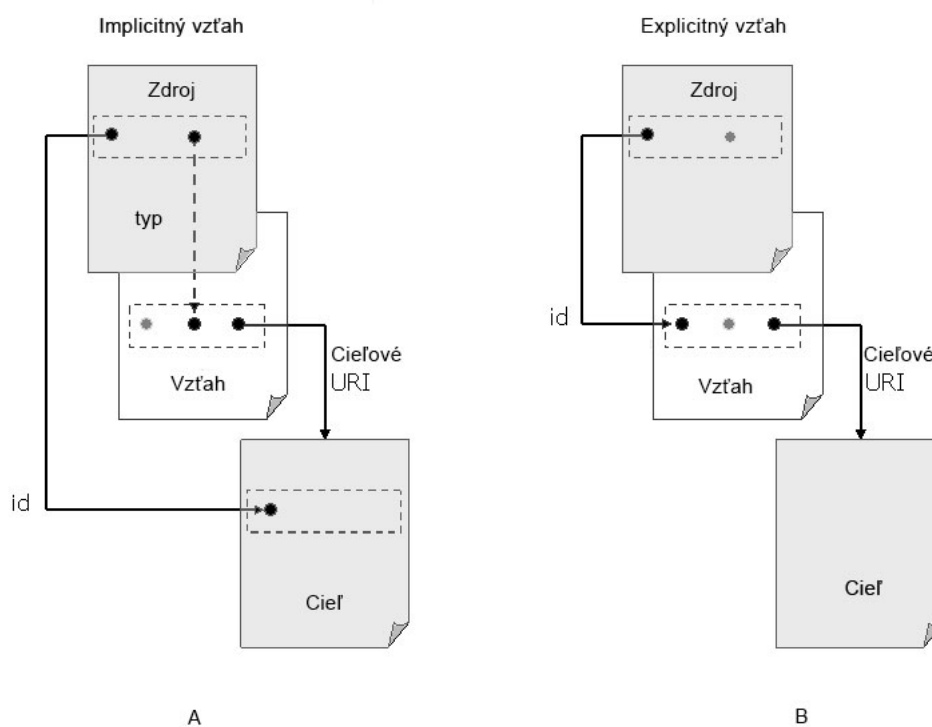 Implicitný vzťah
Zdroj
typ
Vzťah
Cieľové
URI
id
Cieľ
A
Explicitný vzťah
Zdroj
id
Vzťah
Cieľové
URI
Cieľ
B